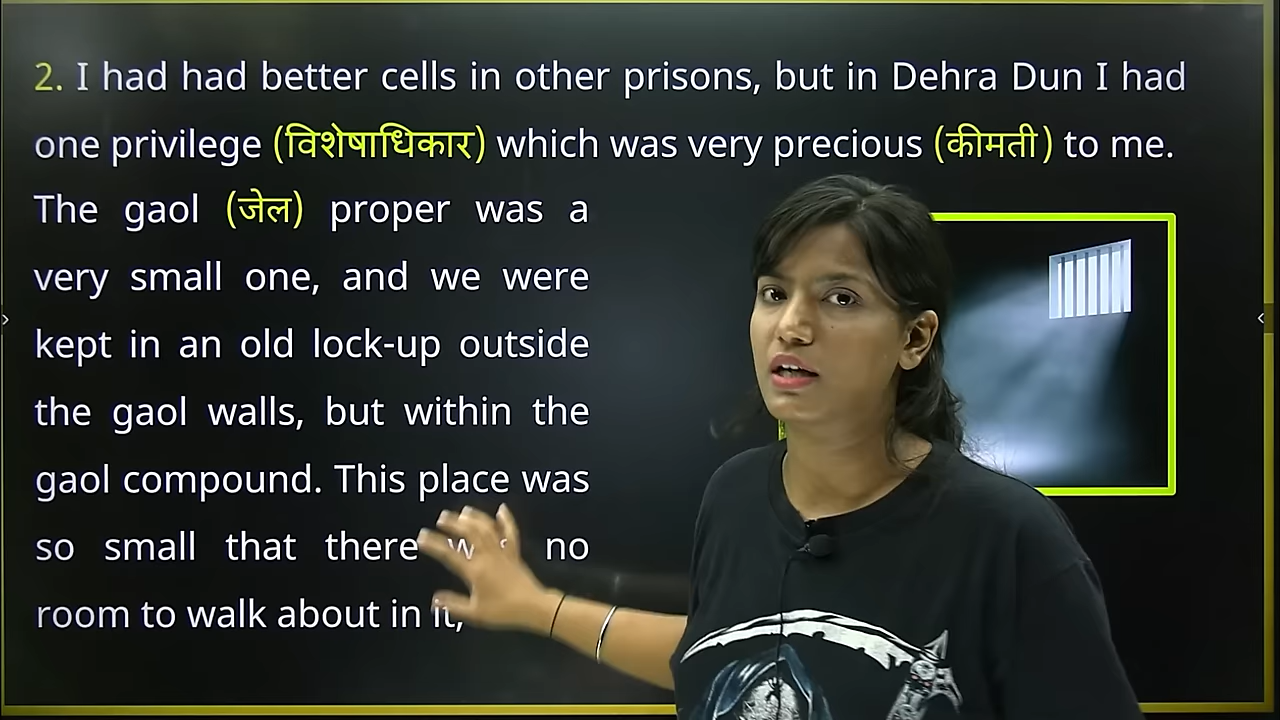 2. I had had better cells in other prisons, but in Dehra Dun I had
one privilege (विशेषाधिकार) which was very precious (कीमती) to me.
The gaol (जेल) proper was a
very small one, and we were
kept in an old lock-up outside
the gaol walls, but within the
gaol compound. This place was
so small that there no
room to walk about in it,